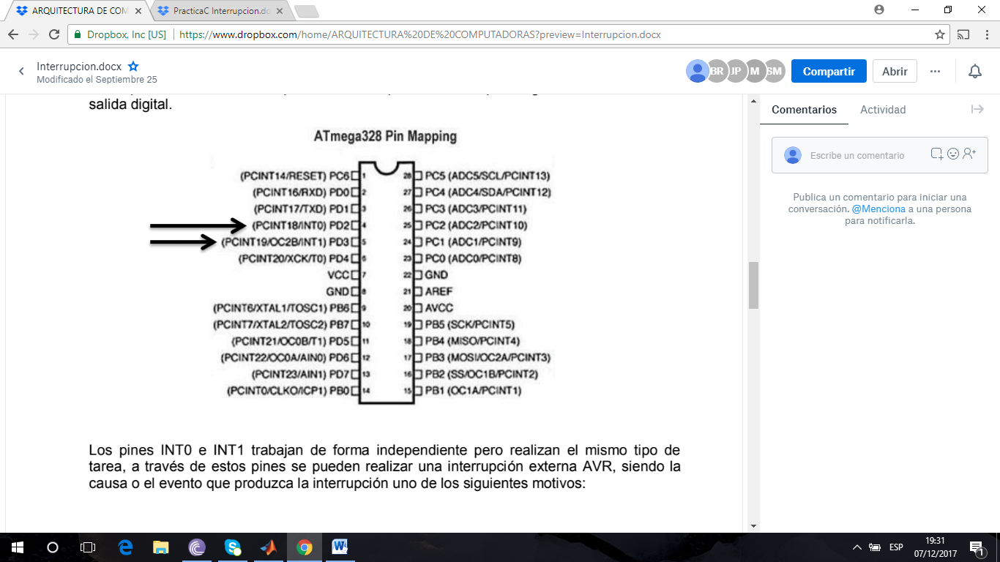 ARQUITECTURA DE COM
PracticaC Interrupcion.do
Dropbox, Inc [US]
https://www.dropbox.com/home/ARQUITECTURA%20DE%20COMPUTADORAS?preview=Interrupcion.docx
Interrupcion.docx
Modificado el Septiembre 25
BR JP M SM
Compartir
Abrir
salida digital.
ATmega328 Pin Mapping
(PCINT14/RESET) PC6 1 28 PC5 (ADC5/SCL/PCINT13)
(PCINT16/RXD) PD0 2 27 PC4 (ADC4/SDA/PCINT12)
(PCINT17/TXD) PD1 3 26 PC3 (ADC3/PCINT11)
(PCINT18/INT0) PD2 4 25 PC2 (ADC2/PCINT10)
(PCINT19/OC2B/INT1) PD3 5 24 PC1 (ADC1/PCINT9)
(PCINT20/XCK/T0) PD4 6 23 PC0 (ADC0/PCINT8)
VCC 7 22 GND
GND 8 21 AREF
(PCINT6/XTAL1/TOSC1) PB6 9 20 AVCC
(PCINT7/XTAL2/TOSC2) PB7 10 19 PB5 (SCK/PCINT5)
(PCINT21/OC0B/T1) PD5 11 18 PB4 (MISO/PCINT4)
(PCINT22/OC0A/AIN0) PD6 12 17 PB3 (MOSI/OC2A/PCINT3)
(PCINT23/AIN1) PD7 13 16 PB2 (SS/OC1B/PCINT2)
(PCINT0/CLKO/ICP1) PB0 14 15 PB1 (OC1A/PCINT1)
Los pines INT0 e INT1 trabajan de forma independiente pero realizan el mismo tipo de
tarea, a través de estos pines se pueden realizar una interrupción externa AVR, siendo la
causa o el evento que produzca la interrupción uno de los siguientes motivos:
Comentarios
Actividad
Escribe un comentario
Publica un comentario para iniciar una
conversación. @Menciona a una persona
para notificarla.
ESP
19:31
07/12/2017
1